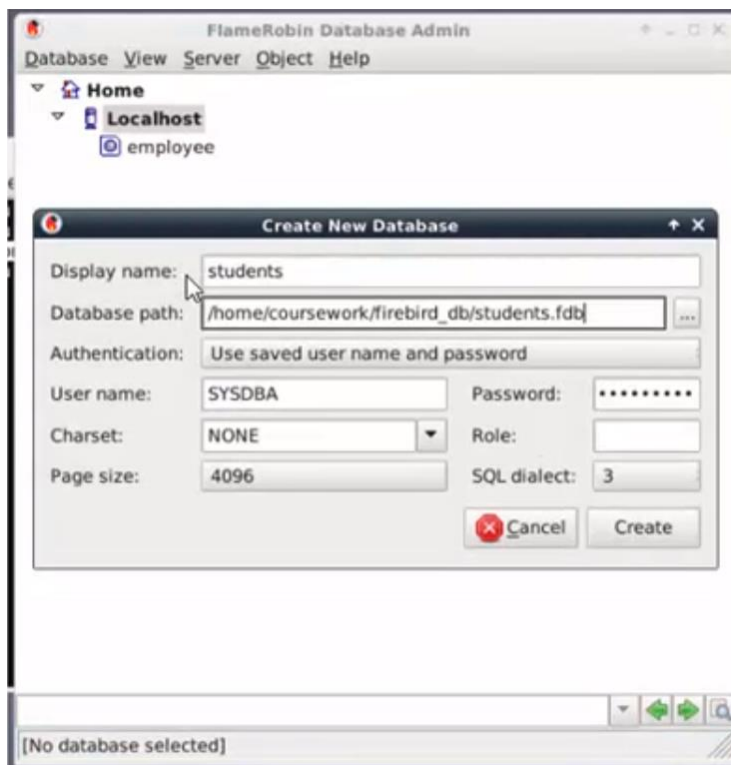 FlameRobin Database Admin
Database View Server Object Help
Home
Localhost
employee
Create New Database
Display name: students
Database path: /home/coursework/firebird_db/students.fdb ...
Authentication: Use saved user name and password
User name: SYSDBA Password: •••••••••
Charset: NONE Role:
Page size: 4096 SQL dialect: 3
Cancel Create
[No database selected]